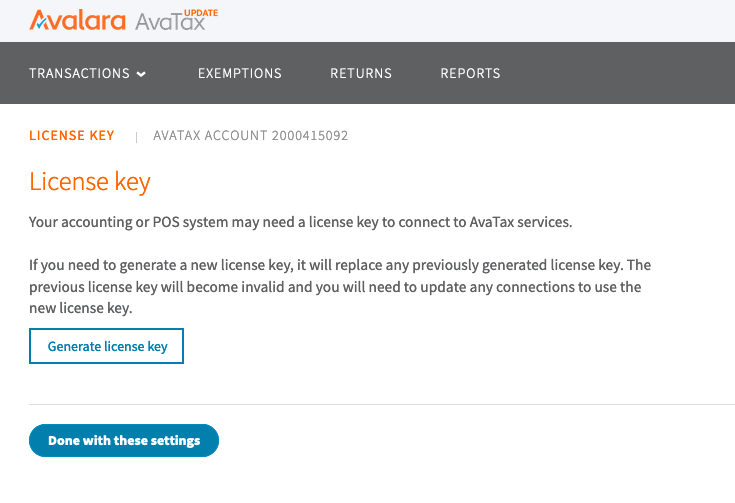 Avalara AvaTax UPDATE
TRANSACTIONS EXEMPTIONS RETURNS REPORTS
LICENSE KEY | AVATAX ACCOUNT 2000415092
License key
Your accounting or POS system may need a license key to connect to AvaTax services.
If you need to generate a new license key, it will replace any previously generated license key. The
previous license key will become invalid and you will need to update any connections to use the
new license key.
Generate license key
Done with these settings